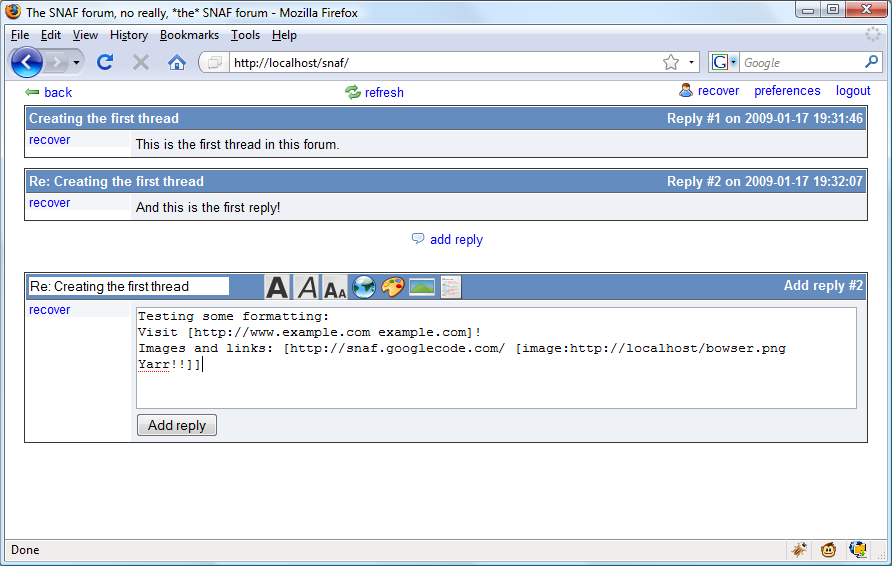 The SNAF forum, no really, *the* SNAF forum - Mozilla Firefox
File Edit View History Bookmarks Tools Help
http://localhost/snaf/ G Google
back refresh recover preferences logout
Creating the first thread Reply #1 on 2009-01-17 19:31:46
recover This is the first thread in this forum.
Re: Creating the first thread Reply #2 on 2009-01-17 19:32:07
recover And this is the first reply!
add reply
Re: Creating the first thread A A AA Add reply #2
recover
Testing some formatting:
Visit [http://www.example.com example.com]!
Images and links: [http://snaf.googlecode.com/ [image:http://localhost/bowser.png
Yarr!!]]
Add reply
Done